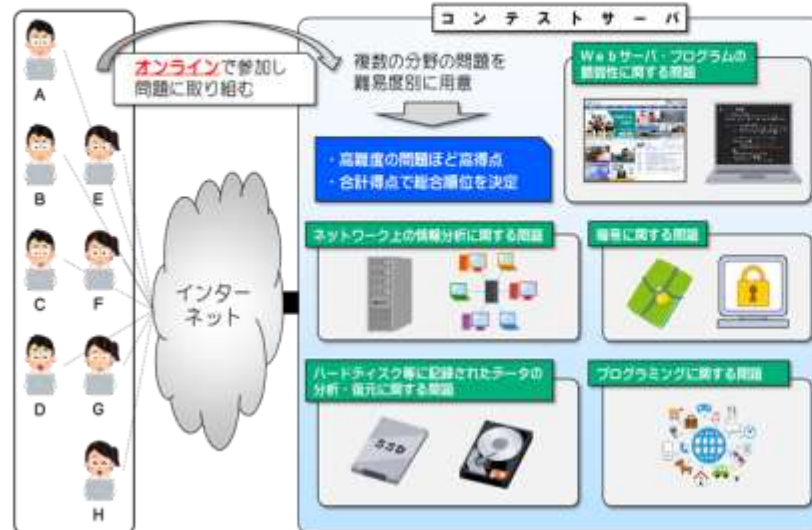 コンテストサーバ
オンラインで参加し
問題に取り組む
複数の分野の問題を
難易度別に用意
・高難度の問題ほど高得点
・合計得点で総合順位を決定
Webサーバ・プログラムの
脆弱性に関する問題
ネットワーク上の情報分析に関する問題
暗号に関する問題
ハードディスク等に記録されたデータの
分析・復元に関する問題
プログラミングに関する問題
インター
ネット
A
B
E
C
F
D
G
H
SSD